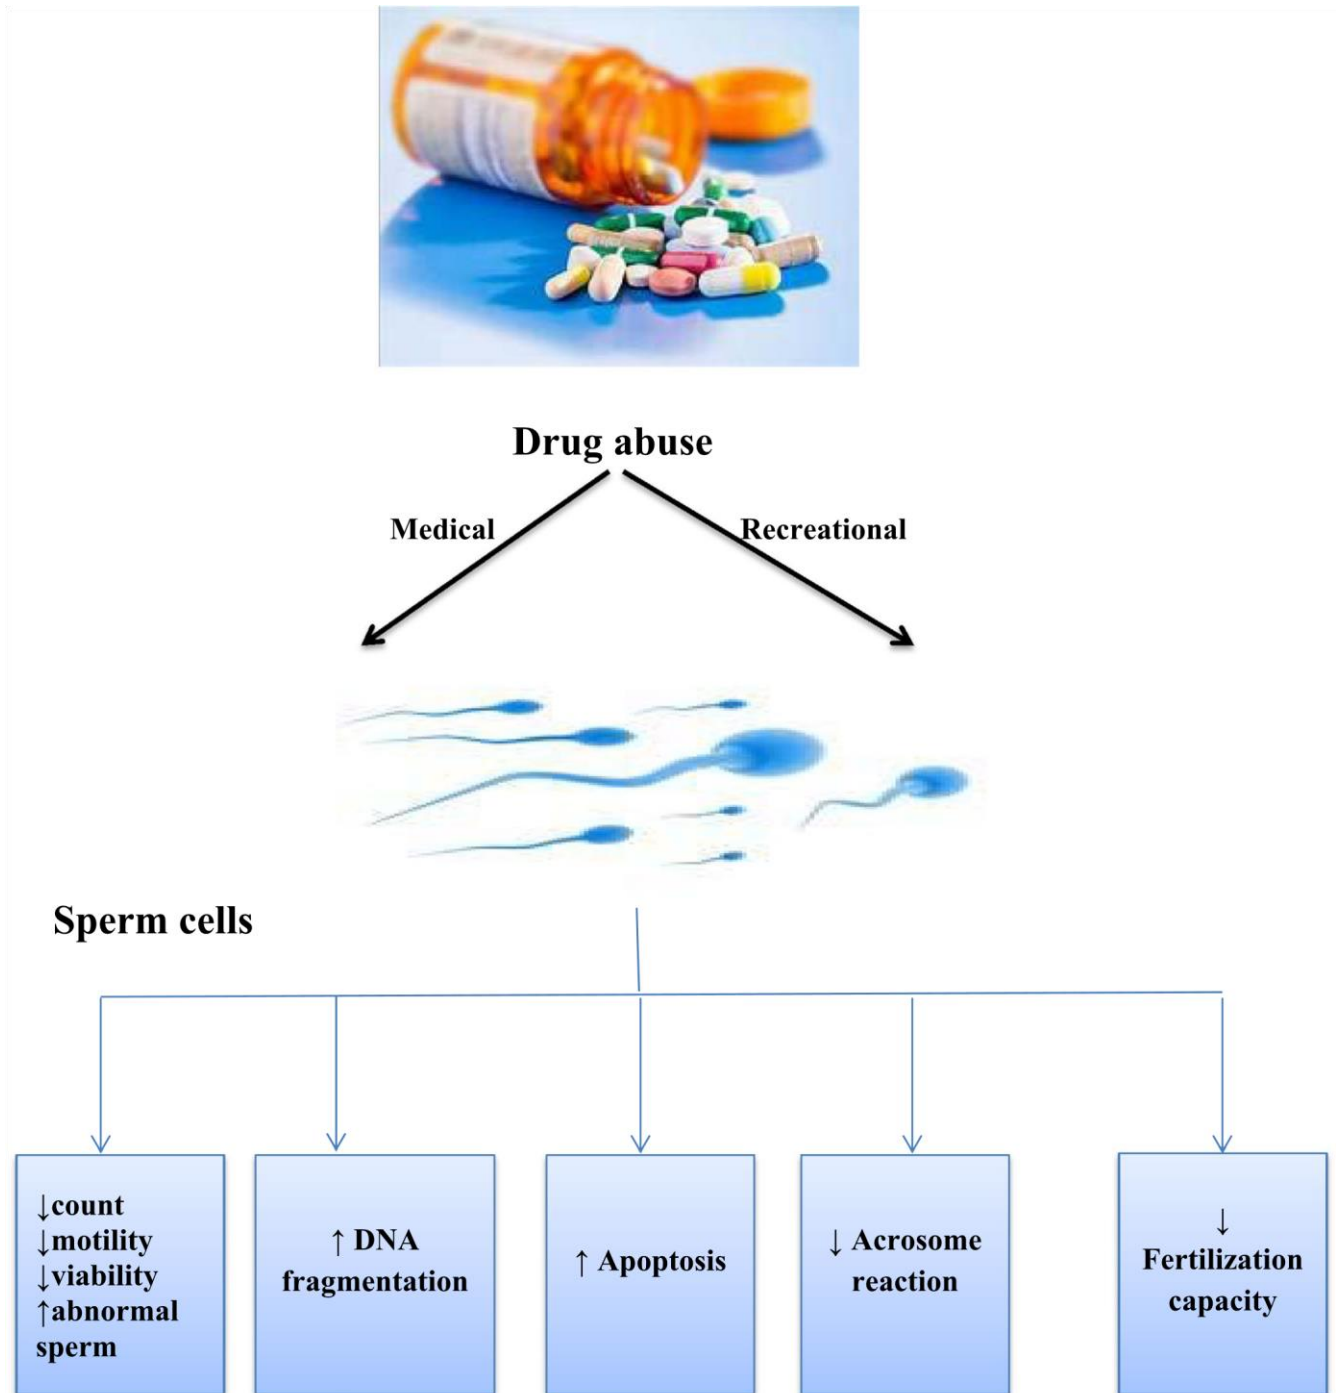 Drug abuse
Medical
Recreational
Sperm cells
↓count
↓motility
↓viability
↑abnormal
sperm
↑ DNA
fragmentation
↑ Apoptosis
↓ Acrosome
reaction
↓
Fertilization
capacity